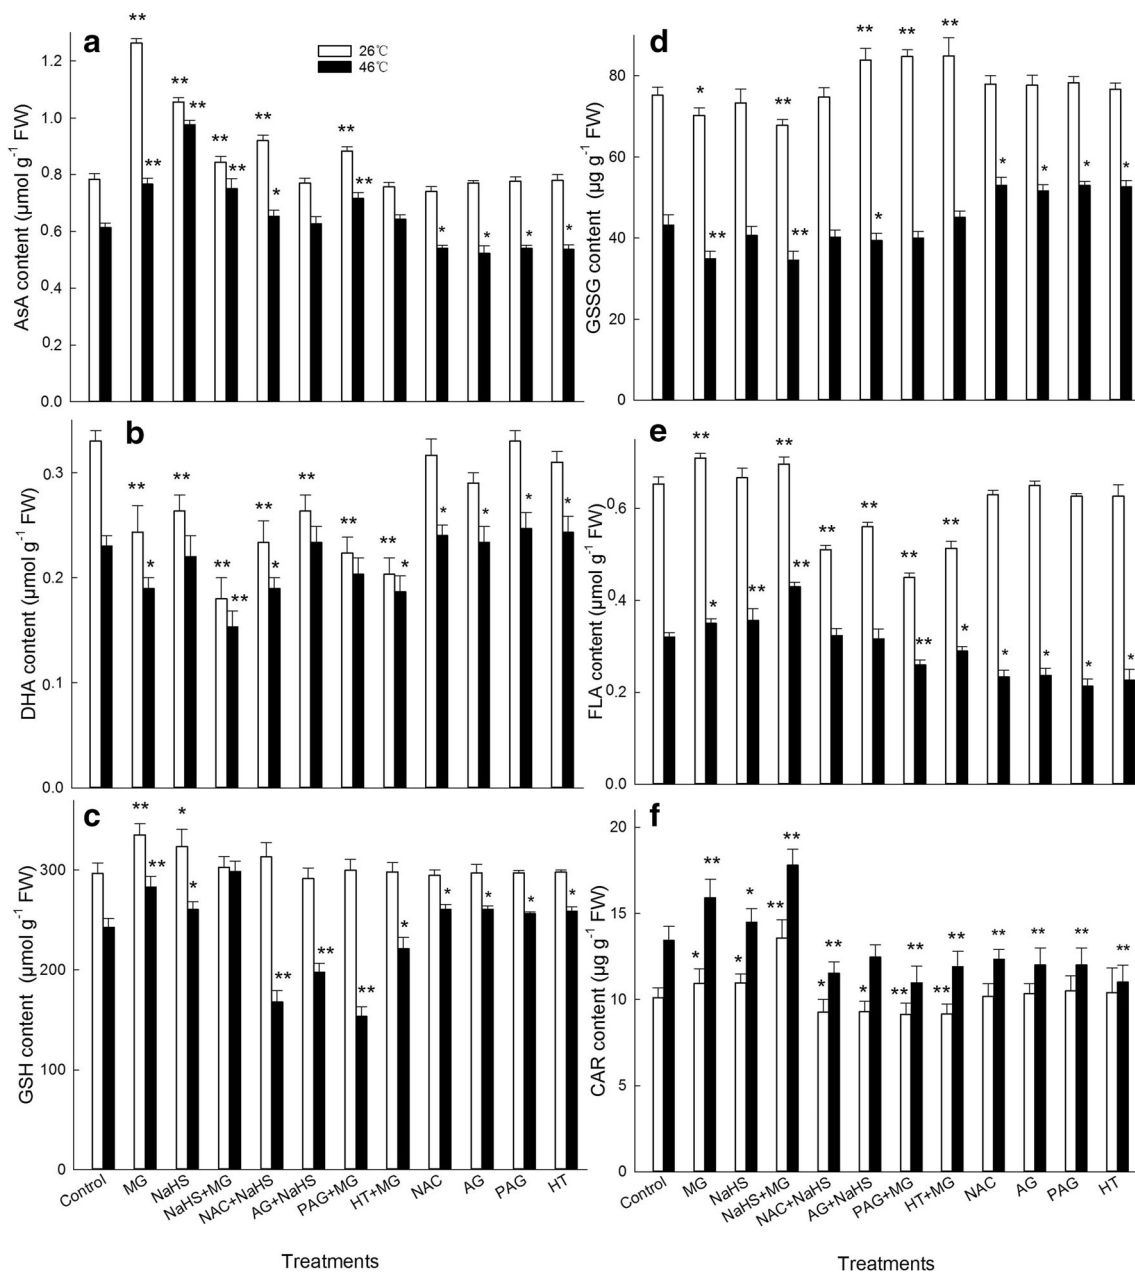 a
26℃
46℃
AsA content (μmol g-1 FW)
1.2
1.0
0.8
0.6
0.4
0.2
0.0
** ** ** ** ** ** * ** ** * * * *
b
DHA content (μmol g-1 FW)
0.3
0.2
0.1
0.0
** * ** ** ** ** * ** ** ** * * * * *
c
GSH content (μmol g-1 FW)
300
200
100
0
** ** * * ** ** ** * * * * *
Control
MG
NaHS
NaHS+MG
NAC+NaHS
AG+NaHS
PAG+MG
HT+MG
NAC
AG
PAG
HT
Treatments
d
GSSG content (μg g-1 FW)
80
60
40
20
0
* ** ** ** ** * ** ** * * * *
e
FLA content (μmol g-1 FW)
0.6
0.4
0.2
0.0
** * ** ** ** ** ** ** ** ** * * * * *
f
CAR content (μg g-1 FW)
20
15
10
5
0
* ** * * ** ** * ** * ** ** ** ** ** ** ** **
Control
MG
NaHS
NaHS+MG
NAC+NaHS
AG+NaHS
PAG+MG
HT+MG
NAC
AG
PAG
HT
Treatments